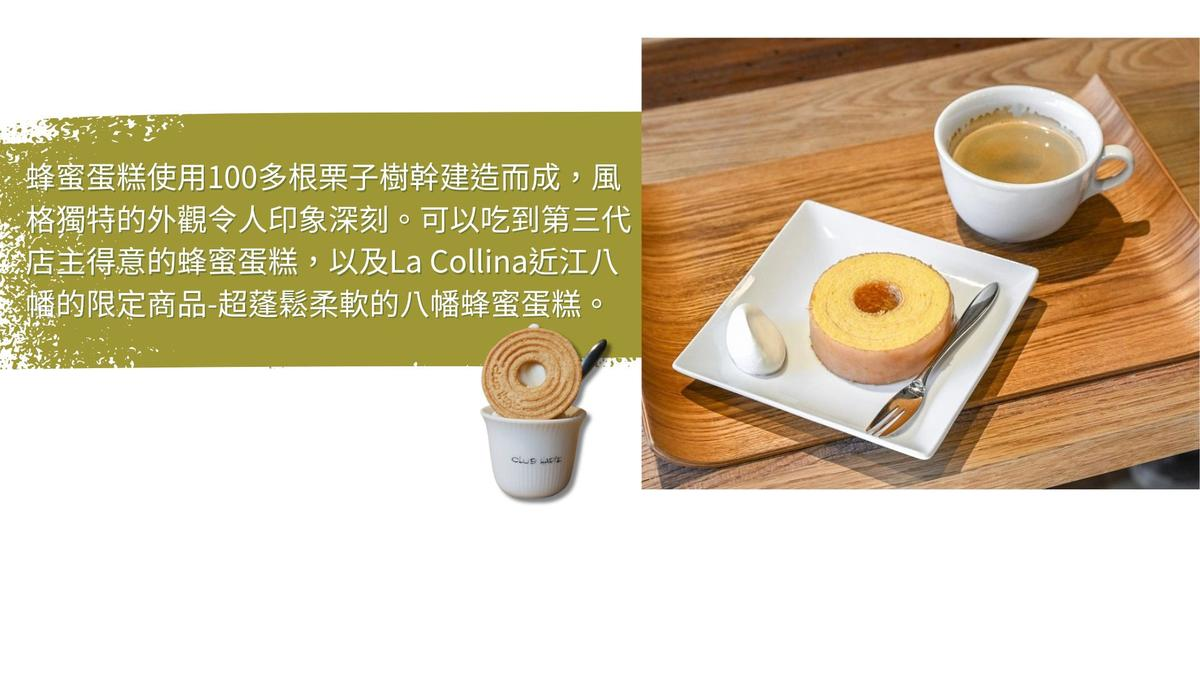 蜂蜜蛋糕使用100多根栗子樹幹建造而成，風
格獨特的外觀令人印象深刻。可以吃到第三代
店主得意的蜂蜜蛋糕，以及La Collina近江八
幡的限定商品-超蓬鬆柔軟的八幡蜂蜜蛋糕。